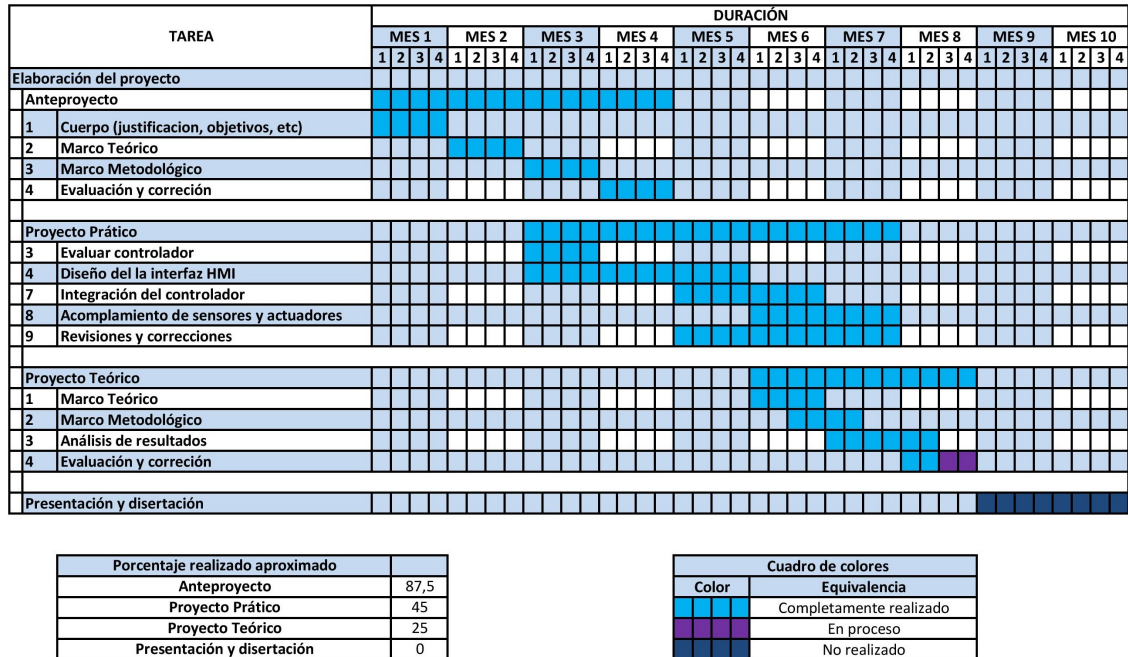 TAREA DURACIÓN
MES 1 MES 2 MES 3 MES 4 MES 5 MES 6 MES 7 MES 8 MES 9 MES 10
1 2 3 4 1 2 3 4 1 2 3 4 1 2 3 4 1 2 3 4 1 2 3 4 1 2 3 4 1 2 3 4 1 2 3 4 1 2 3 4
Elaboración del proyecto
Anteproyecto
1 Cuerpo (justificacion, objetivos, etc)
2 Marco Teórico
3 Marco Metodológico
4 Evaluación y correción
Proyecto Prático
3 Evaluar controlador
4 Diseño del la interfaz HMI
7 Integración del controlador
8 Acomplamiento de sensores y actuadores
9 Revisiones y correcciones
Proyecto Teórico
1 Marco Teórico
2 Marco Metodológico
3 Análisis de resultados
4 Evaluación y correción
Presentación y disertación
Porcentaje realizado aproximado
Anteproyecto 87,5
Proyecto Prático 45
Proyecto Teórico 25
Presentación y disertación 0
Cuadro de colores
Color Equivalencia
Completamente realizado
En proceso
No realizado